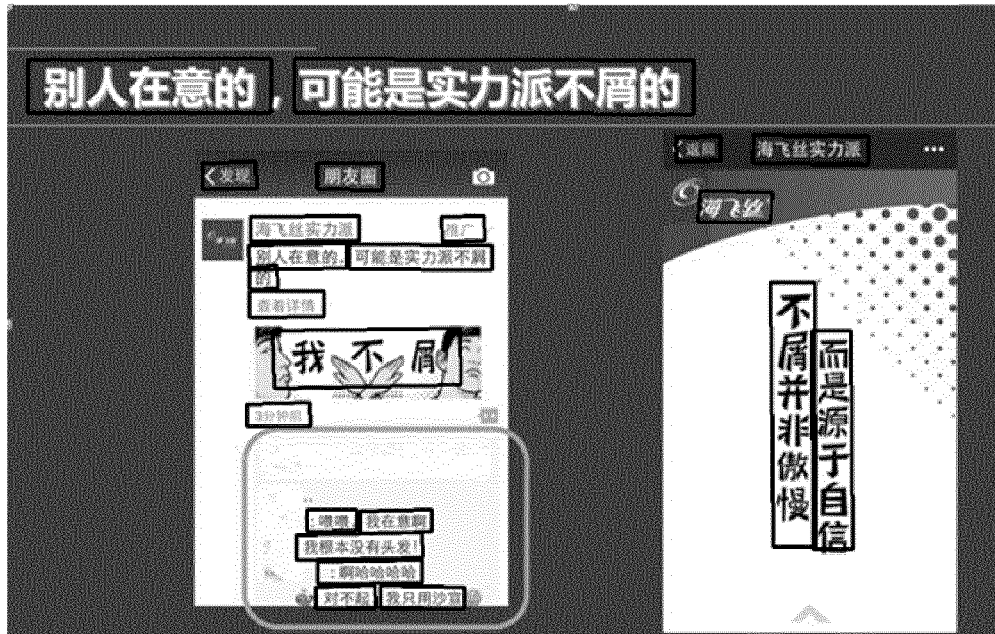 别人在意的，可能是实力派不屑的
发现 朋友圈
海飞丝实力派 推广
别人在意的，可能是实力派不屑
的
查看详情
我不屑
3分钟前
:嘿嘿，我在意啊
我根本没有头发!
:啊哈哈哈哈
对不起，我只用沙宣
返回 海飞丝实力派
海飞丝
不屑并非傲慢
而是源于自信